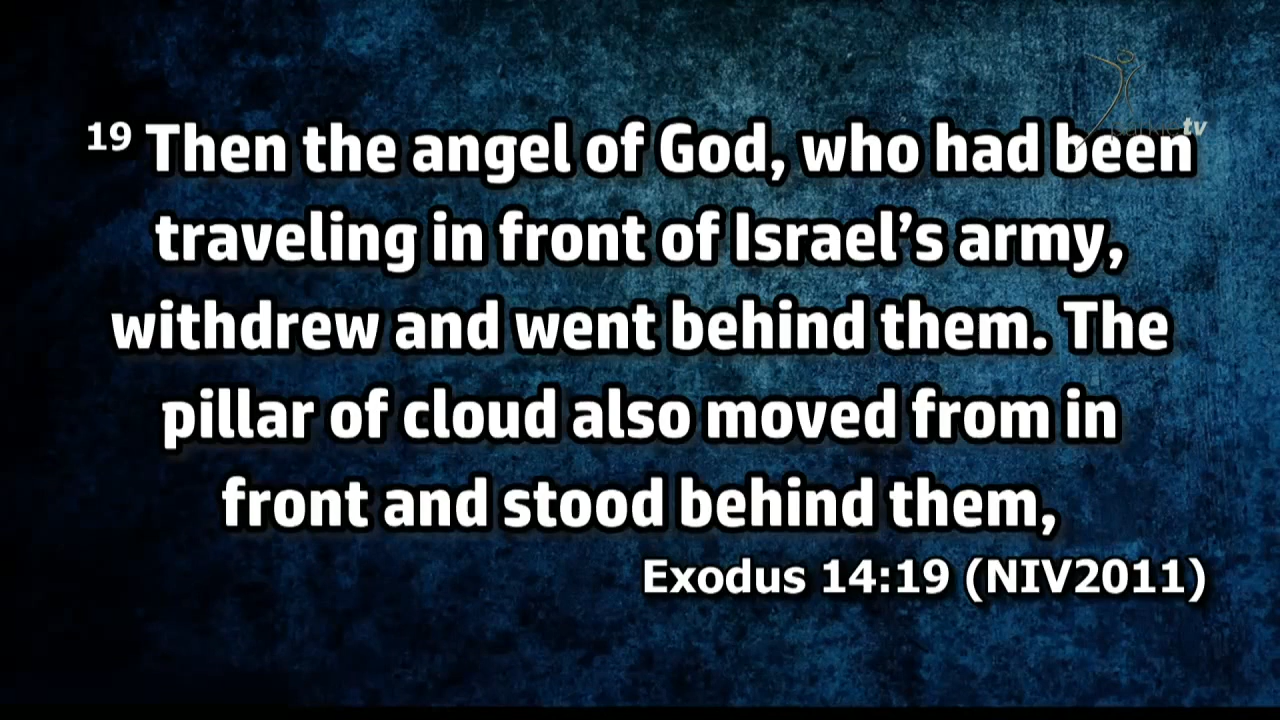 tv
19 Then the angel of God, who had been
traveling in front of Israel’s army,
withdrew and went behind them. The
pillar of cloud also moved from in
front and stood behind them,
Exodus 14:19 (NIV2011)